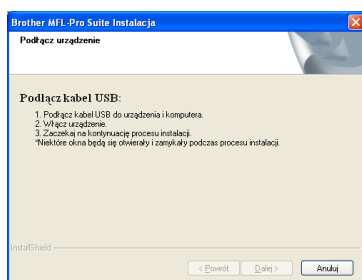 Brother MFL-Pro Suite Instalacja
Podłącz urządzenie
Podłącz kabel USB:
1. Podłącz kabel USB do urządzenia i komputera.
2. Włącz urządzenie.
3. Zaczekaj na kontynuację procesu instalacji.
*Niektóre okna będą się otwierały i zamykały podczas procesu instalacji.
InstallShield
< Powrót
Dalej >
Anuluj